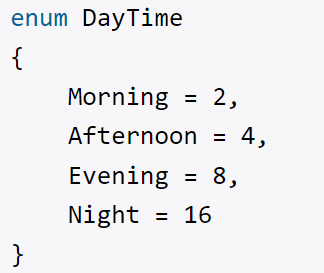 enum DayTime
{
    Morning = 2,
    Afternoon = 4,
    Evening = 8,
    Night = 16
}